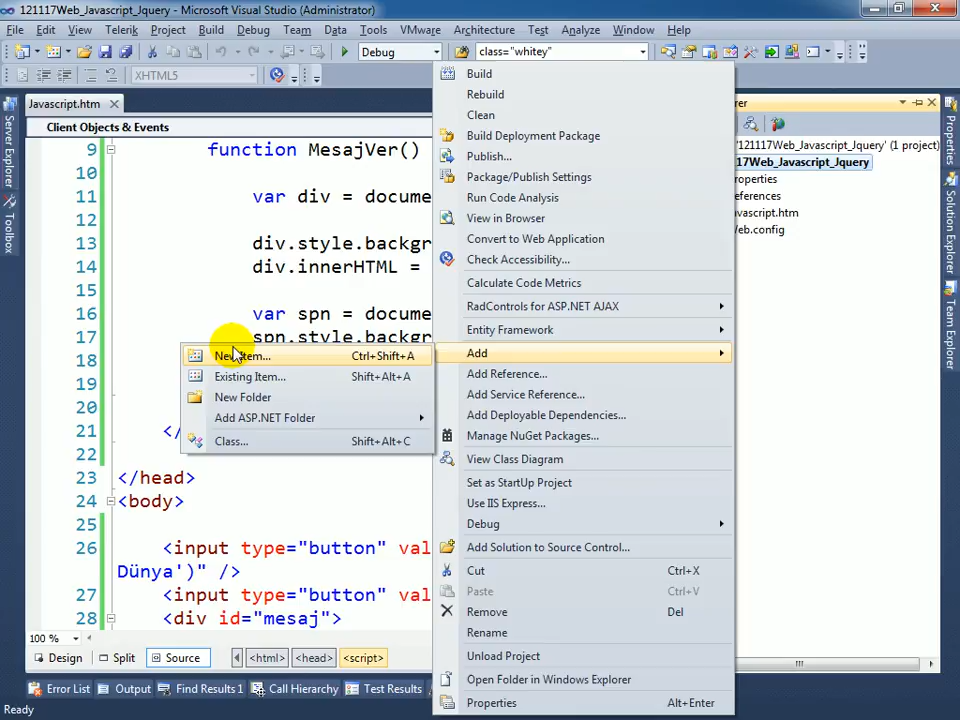 121117Web_Javascript_Jquery - Microsoft Visual Studio (Administrator)
File Edit View Telerik Project Build Debug Team Data Tools VMware Architecture Test Analyze Window Help
Debug class="whitey"
XHTML5
Javascript.htm
Client Objects & Events
9 function MesajVer()
10
11 var div = docume
12
13 div.style.backgr
14 div.innerHTML =
15
16 var spn = docume
17 spn.style.backgr
21 </
22
23 </head>
24 <body>
25
26 <input type="button" val
Dünya')" />
27 <input type="button" val
28 <div id="mesaj">
100 %
Design Split Source <html> <head> <script>
Error List Output Find Results 1 Call Hierarchy Test Results
Ready
Server Explorer
Toolbox
Build
Rebuild
Clean
Build Deployment Package
Publish...
Package/Publish Settings
Run Code Analysis
View in Browser
Convert to Web Application
Check Accessibility...
Calculate Code Metrics
RadControls for ASP.NET AJAX
Entity Framework
Add
Add Reference...
Add Service Reference...
Add Deployable Dependencies...
Manage NuGet Packages...
View Class Diagram
Set as StartUp Project
Use IIS Express...
Debug
Add Solution to Source Control...
Cut Ctrl+X
Paste Ctrl+V
Remove Del
Rename
Unload Project
Open Folder in Windows Explorer
Properties Alt+Enter
New Item... Ctrl+Shift+A
Existing Item... Shift+Alt+A
New Folder
Add ASP.NET Folder
Class... Shift+Alt+C
rer
'121117Web_Javascript_Jquery' (1 project)
17Web_Javascript_Jquery
operties
eferences
vascript.htm
eb.config
Properties
Solution Explorer
Team Explorer